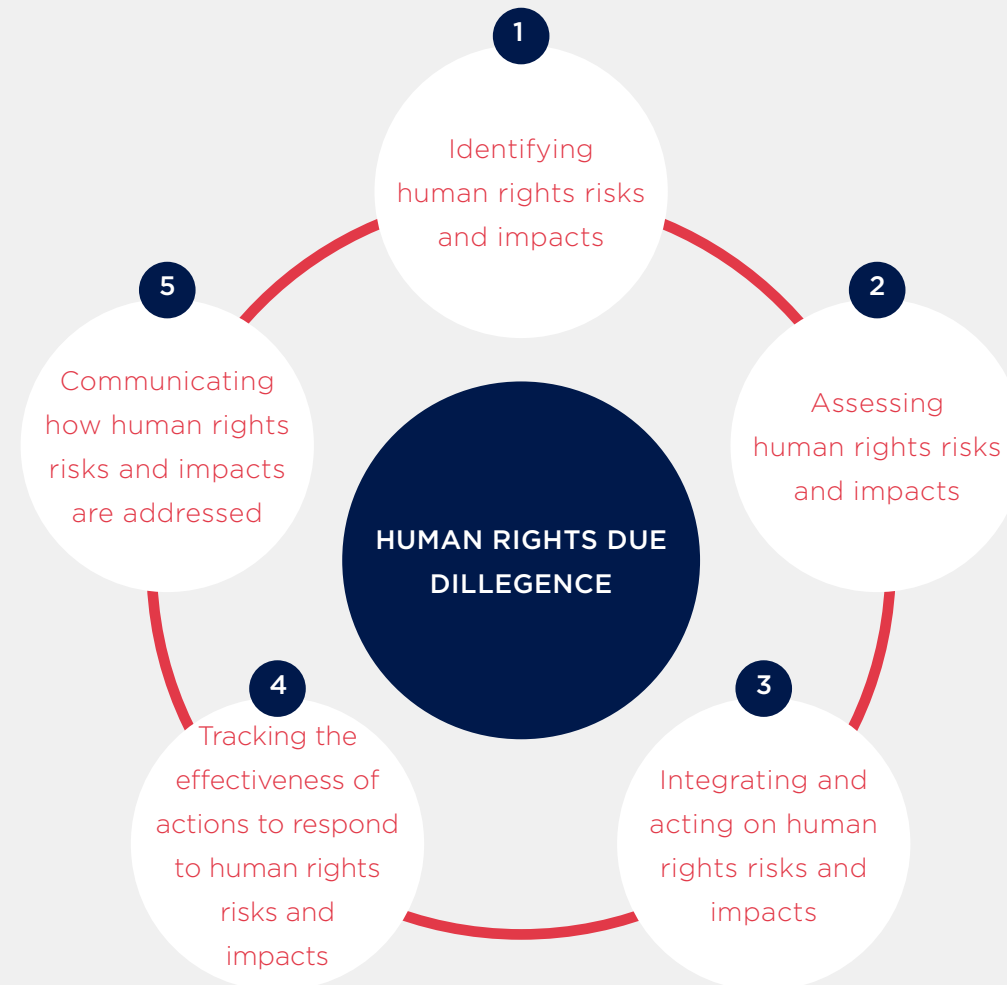 1
Identifying
human rights risks
and impacts
2
Assessing
human rights risks
and impacts
3
Integrating and
acting on human
rights risks and
impacts
4
Tracking the
effectiveness of
actions to respond
to human rights
risks and
impacts
5
Communicating
how human rights
risks and impacts
are addressed
HUMAN RIGHTS DUE
DILLEGENCE